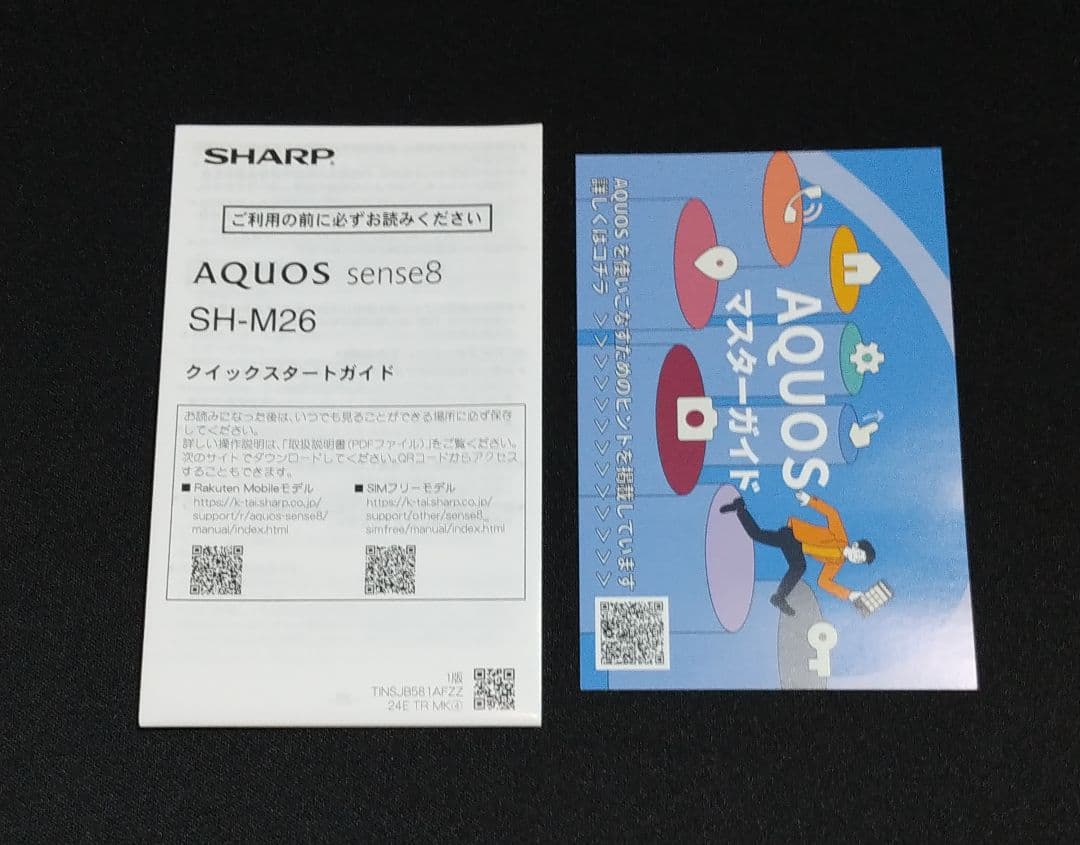 SHARP
ご利用の前に必ずお読みください
AQUOS sense8
SH-M26
クイックスタートガイド
お読みになった後は、いつでも見ることができる場所に必ず保存
してください。
詳しい操作説明は、「取扱説明書(PDFファイル)」をご覧ください。
次のサイトでダウンロードしてください。QRコードからアクセス
することもできます。
■ Rakuten Mobileモデル
https://k-tai.sharp.co.jp/
support/r/aquos-sense8/
manual/index.html
■ SIMフリーモデル
https://k-tai.sharp.co.jp/
support/other/sense8_
simfree/manual/index.html
1版
TINSJB581AFZZ
24E TR MK④
AQUOS
マスターガイド
AQUOS を使いこなすためのヒントを掲載しています
詳しくはコチラ >>>>>>>>>>>>>>